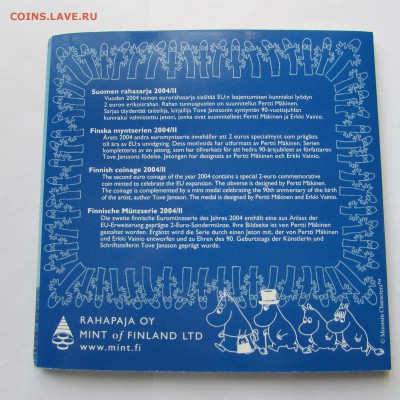 COINS.LAVE.RU
Suomen rahasarja 2004/II
Vuoden 2004 toinen eurorahasarja sisältää EU:n laajentumisen kunniaksi lyödyn
2 euron erikoisrahan. Rahan tunnuspuolen on suunnitellut Pertti Mäkinen.
Sarjaa täydentää taiteilija, kirjailija Tove Janssonin syntymän 90-vuotisjuhlan
kunniaksi valmistettu jetoni, jonka ovat suunnitelleet Pertti Mäkinen ja Erkki Vainio.
Finska myntserien 2004/II
Årets 2004 andra euromyntserie innehåller ett 2 euros specialmynt som präglats
till ära av EU:s utvidgning. Dess motivsida har utformats av Pertti Mäkinen. Serien
kompletteras av en jetong, som har tillverkats för att hedra 90-årsjubileet av författaren
Tove Janssons födelse. Jetongen har designats av Pertti Mäkinen och Erkki Vainio.
Finnish coinage 2004/II
The second euro coinage of the year 2004 contains a special 2-euro commemorative
coin minted to celebrate the EU expansion. The obverse is designed by Pertti Mäkinen.
The coinage is complemented by a mint medal celebrating the 90th anniversary of the birth
of the artist, author Tove Jansson. The medal is designed by Pertti Mäkinen and Erkki Vainio.
Finnische Münzserie 2004/II
Die zweite finnische Euromünzserie des Jahres 2004 enthält eine aus Anlass der
EU-Erweiterung geprägte 2-Euro-Sondermünze. Ihre Bildseite ist von Pertti Mäkinen
gestaltet worden. Ergänzt wird die Serie durch einen Jeton mit, der von Pertti Mäkinen
und Erkki Vainio entworfen und zu Ehren des 90. Geburtstages der Künstlerin und
Schriftstellerin Tove Jansson geprägt wurde.
RAHAPAJA OY
MINT of FINLAND LTD
www.mint.fi
© Moomin Characters™